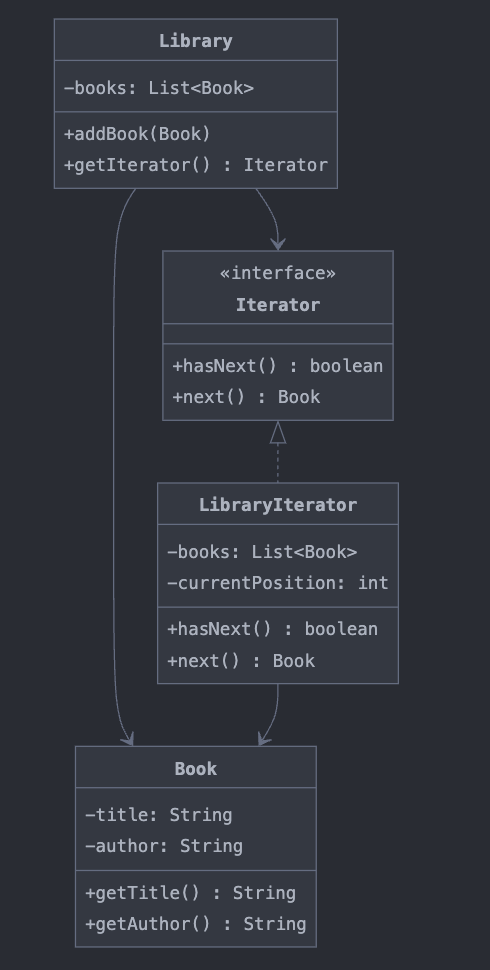 Library
-books: List<Book>
+addBook(Book)
+getIterator() : Iterator
«interface»
Iterator
+hasNext() : boolean
+next() : Book
LibraryIterator
-books: List<Book>
-currentPosition: int
+hasNext() : boolean
+next() : Book
Book
-title: String
-author: String
+getTitle() : String
+getAuthor() : String